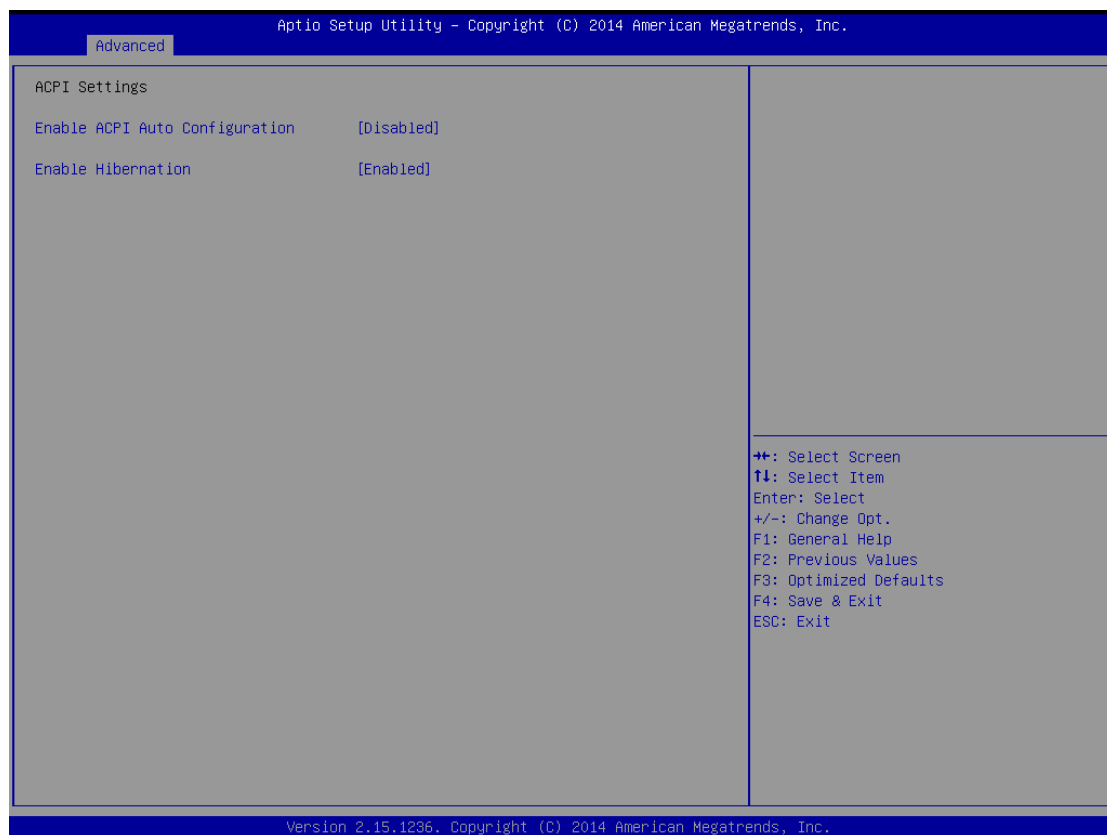 Aptio Setup Utility – Copyright (C) 2014 American Megatrends, Inc.
Advanced
ACPI Settings
Enable ACPI Auto Configuration [Disabled]
Enable Hibernation [Enabled]
→←: Select Screen
↑↓: Select Item
Enter: Select
+/-: Change Opt.
F1: General Help
F2: Previous Values
F3: Optimized Defaults
F4: Save & Exit
ESC: Exit
Version 2.15.1236. Copyright (C) 2014 American Megatrends, Inc.